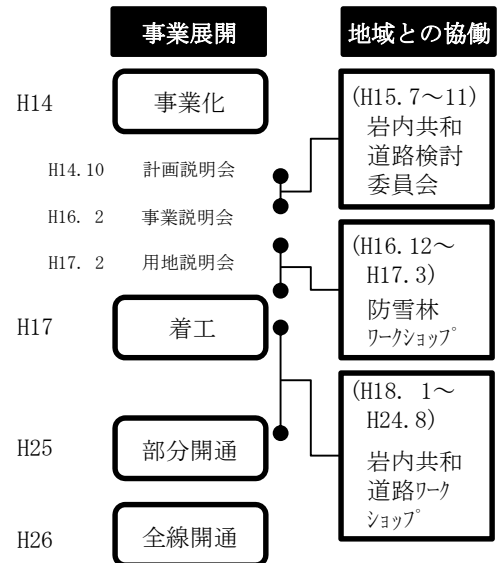 事業展開
地域との協働
H14
事業化
H14.10 計画説明会
H16. 2 事業説明会
H17. 2 用地説明会
H17
着工
H25
部分開通
H26
全線開通
(H15.7～11)
岩内共和
道路検討
委員会
(H16.12～
H17.3)
防雪林
ﾜｰｸｼｮｯﾌﾟ
(H18. 1～
H24.8)
岩内共和
道路ﾜｰｸ
ｼｮｯﾌﾟ